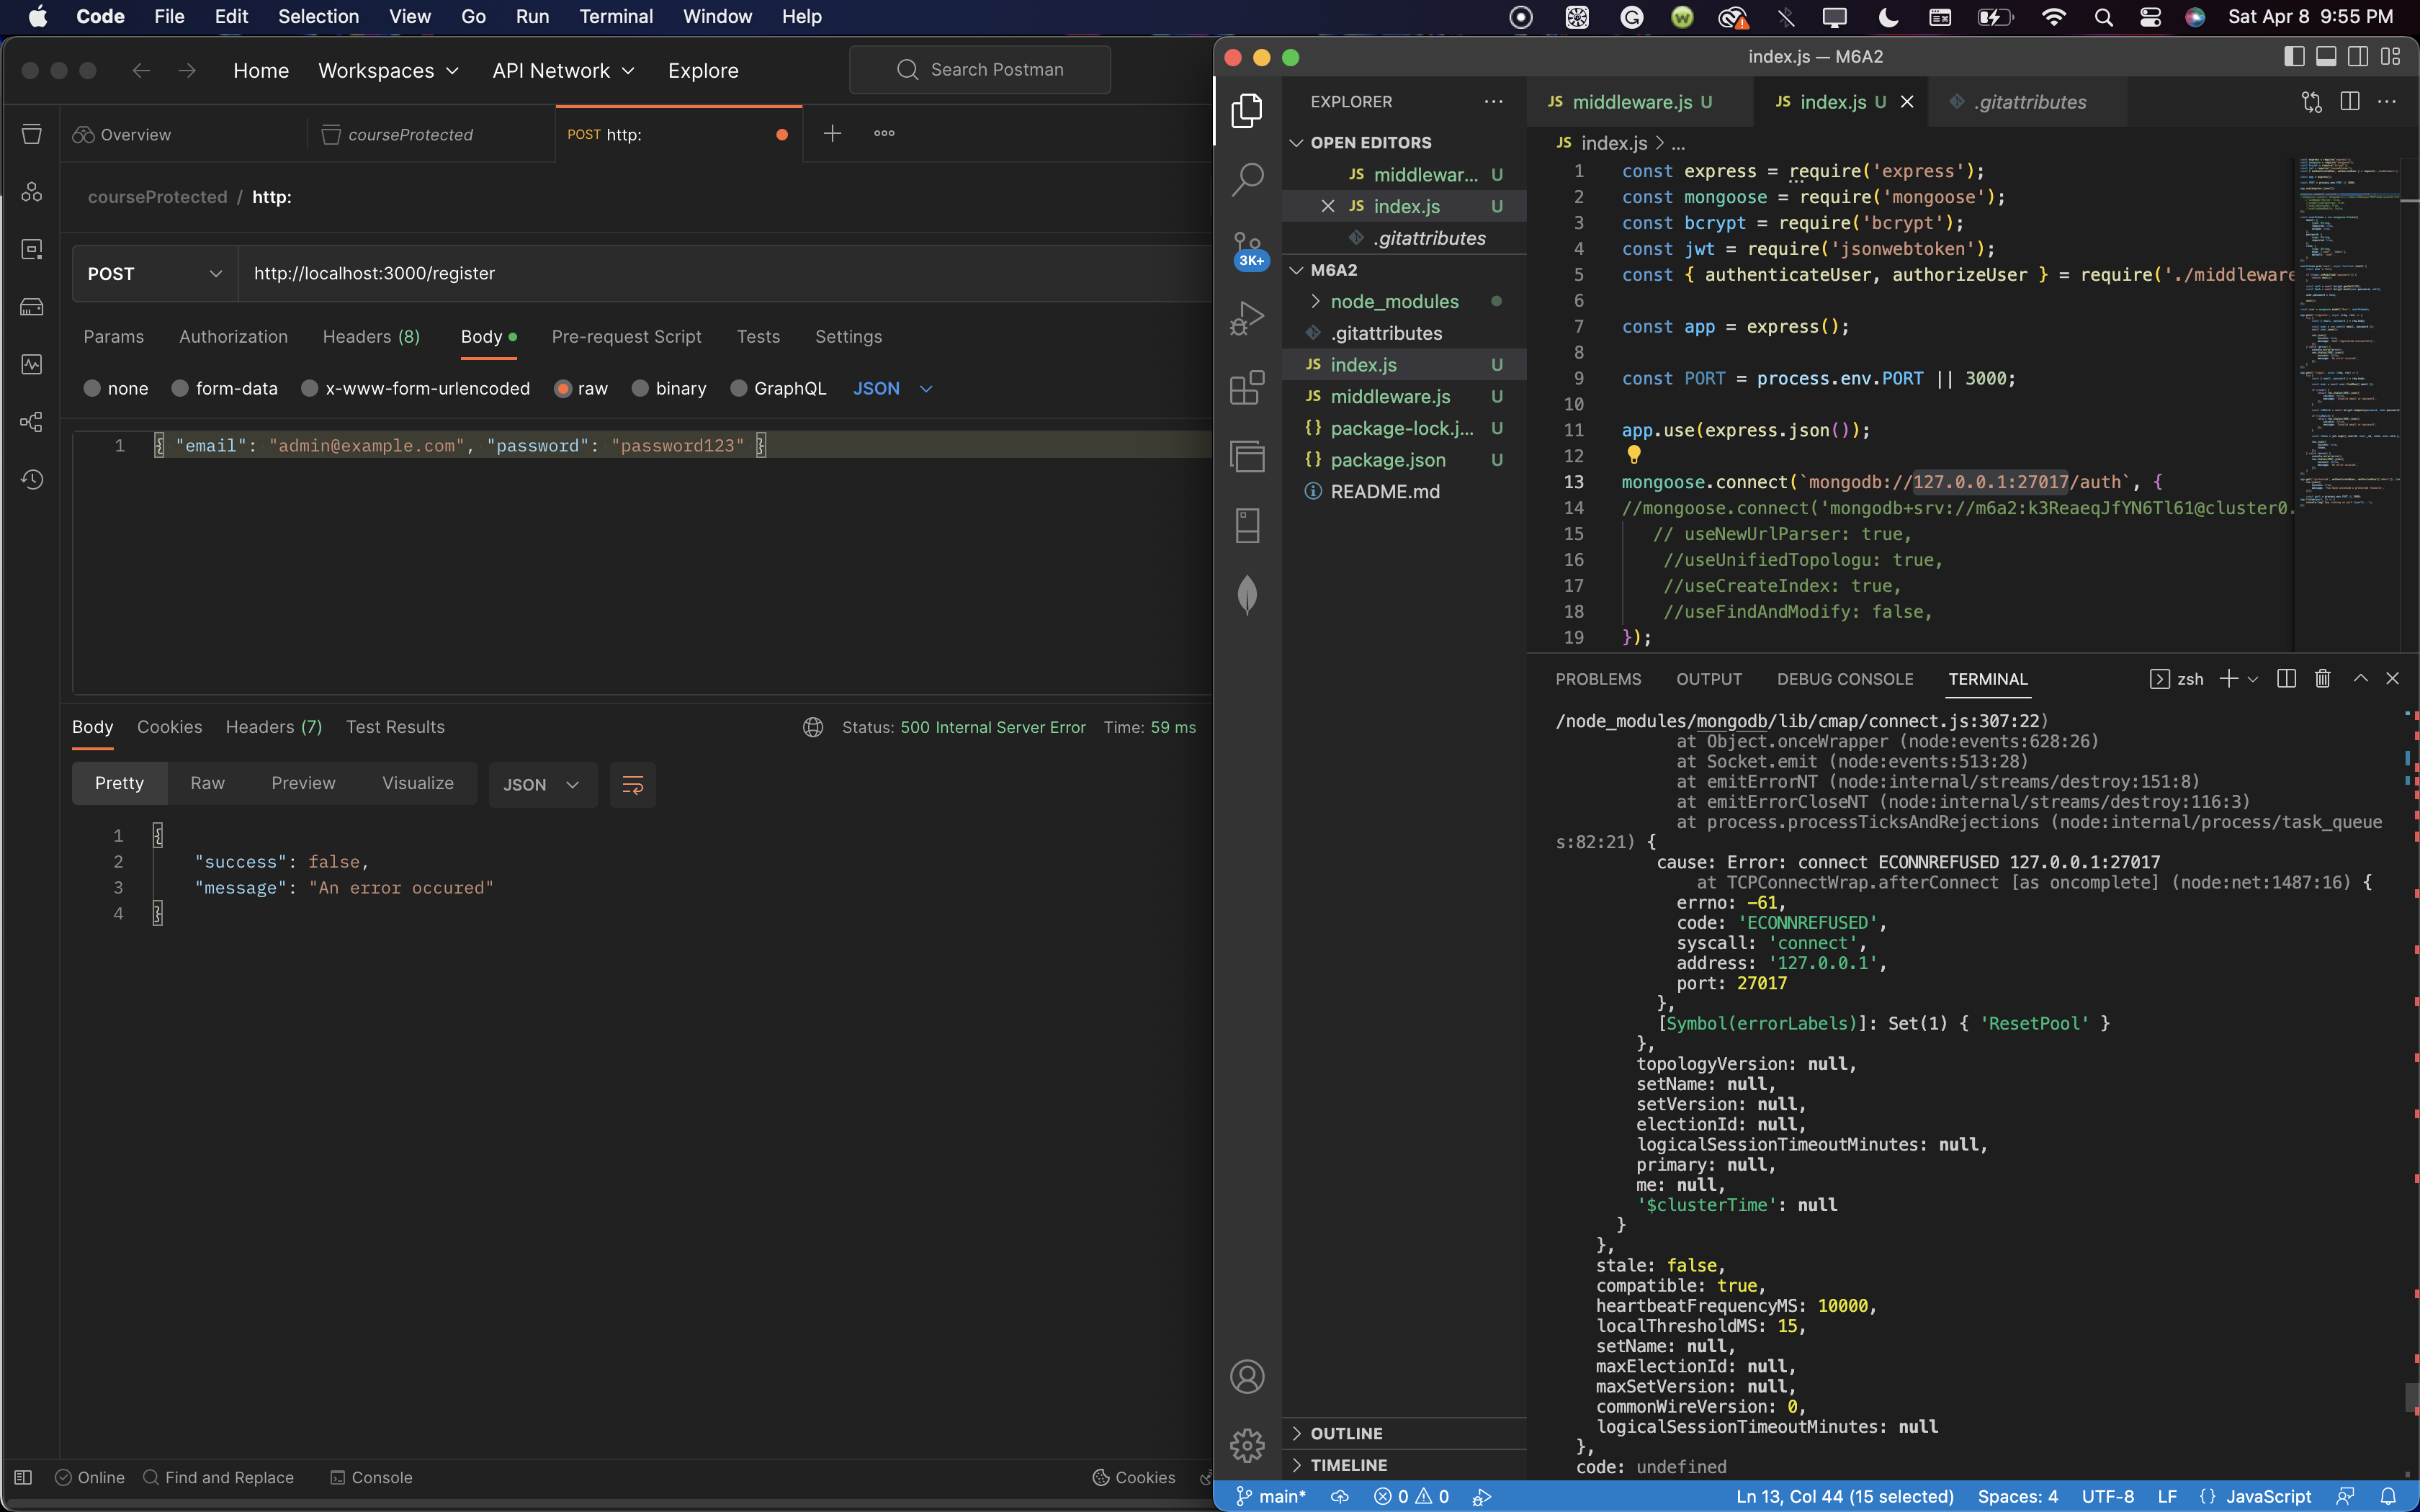 Code File Edit Selection View Go Run Terminal Window Help
Sat Apr 8 9:55 PM
Home Workspaces API Network Explore
Search Postman
Overview
courseProtected
POST http:
courseProtected / http:
POST
http://localhost:3000/register
Params Authorization Headers (8) Body Pre-request Script Tests Settings
none form-data x-www-form-urlencoded raw binary GraphQL JSON
1 { "email": "admin@example.com", "password": "password123" }
Body Cookies Headers (7) Test Results
Status: 500 Internal Server Error Time: 59 ms
Pretty Raw Preview Visualize JSON
1 {
2 "success": false,
3 "message": "An error occured"
4 }
Online Find and Replace Console
Cookies
index.js — M6A2
EXPLORER
OPEN EDITORS
JS middlewar... U
JS index.js U
.gitattributes
3K+
M6A2
node_modules
.gitattributes
JS index.js U
JS middleware.js U
{} package-lock.j... U
{} package.json U
README.md
OUTLINE
TIMELINE
JS middleware.js U
JS index.js U
.gitattributes
JS index.js > ...
1 const express = require('express');
2 const mongoose = require('mongoose');
3 const bcrypt = require('bcrypt');
4 const jwt = require('jsonwebtoken');
5 const { authenticateUser, authorizeUser } = require('./middleware
6
7 const app = express();
8
9 const PORT = process.env.PORT || 3000;
10
11 app.use(express.json());
12
13 mongoose.connect(`mongodb://127.0.0.1:27017/auth`, {
14 //mongoose.connect('mongodb+srv://m6a2:k3ReaeqJfYN6Tl61@cluster0.
15 // useNewUrlParser: true,
16 //useUnifiedTopologu: true,
17 //useCreateIndex: true,
18 //useFindAndModify: false,
19 });
PROBLEMS OUTPUT DEBUG CONSOLE TERMINAL
zsh
/node_modules/mongodb/lib/cmap/connect.js:307:22)
at Object.onceWrapper (node:events:628:26)
at Socket.emit (node:events:513:28)
at emitErrorNT (node:internal/streams/destroy:151:8)
at emitErrorCloseNT (node:internal/streams/destroy:116:3)
at process.processTicksAndRejections (node:internal/process/task_queue
s:82:21) {
cause: Error: connect ECONNREFUSED 127.0.0.1:27017
at TCPConnectWrap.afterConnect [as oncomplete] (node:net:1487:16) {
errno: -61,
code: 'ECONNREFUSED',
syscall: 'connect',
address: '127.0.0.1',
port: 27017
},
[Symbol(errorLabels)]: Set(1) { 'ResetPool' }
},
topologyVersion: null,
setName: null,
setVersion: null,
electionId: null,
logicalSessionTimeoutMinutes: null,
primary: null,
me: null,
'$clusterTime': null
}
},
stale: false,
compatible: true,
heartbeatFrequencyMS: 10000,
localThresholdMS: 15,
setName: null,
maxElectionId: null,
maxSetVersion: null,
commonWireVersion: 0,
logicalSessionTimeoutMinutes: null
},
code: undefined
main* 0 0
Ln 13, Col 44 (15 selected) Spaces: 4 UTF-8 LF {} JavaScript